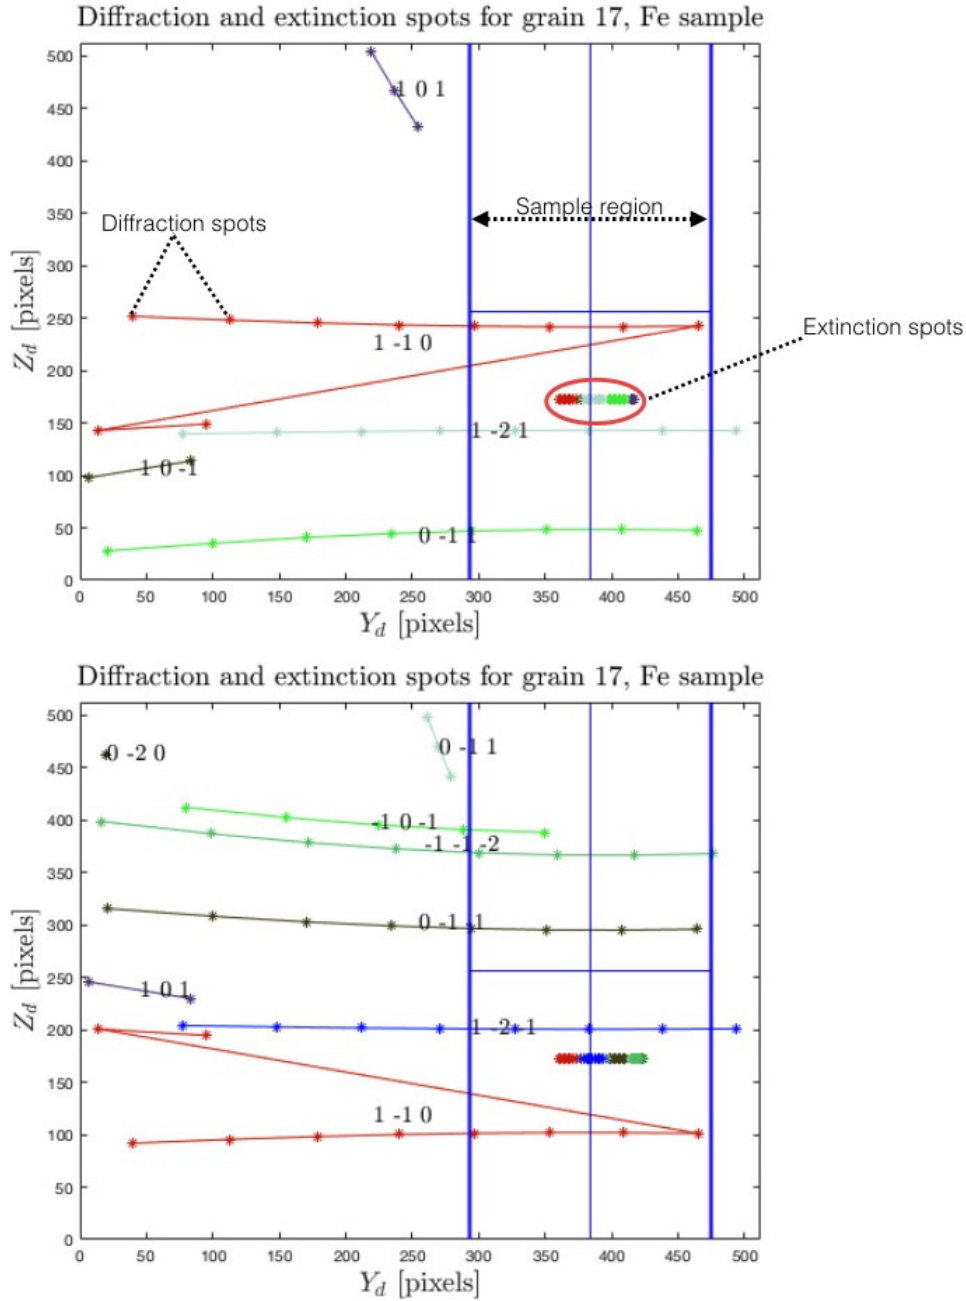 Diffraction and extinction spots for grain 17, Fe sample
500
450
400
350
300
250
200
150
100
50
0
Z_d [pixels]
1 0 1
Sample region
Diffraction spots
Extinction spots
1 -1 0
1 -2 1
1 0 -1
0 -1 1
0 50 100 150 200 250 300 350 400 450 500
Y_d [pixels]
Diffraction and extinction spots for grain 17, Fe sample
500
450
400
350
300
250
200
150
100
50
0
Z_d [pixels]
0 -2 0
0 -1 1
-1 0 -1
-1 -1 -2
0 -1 -1
1 0 1
1 -2 -1
1 -1 0
0 50 100 150 200 250 300 350 400 450 500
Y_d [pixels]